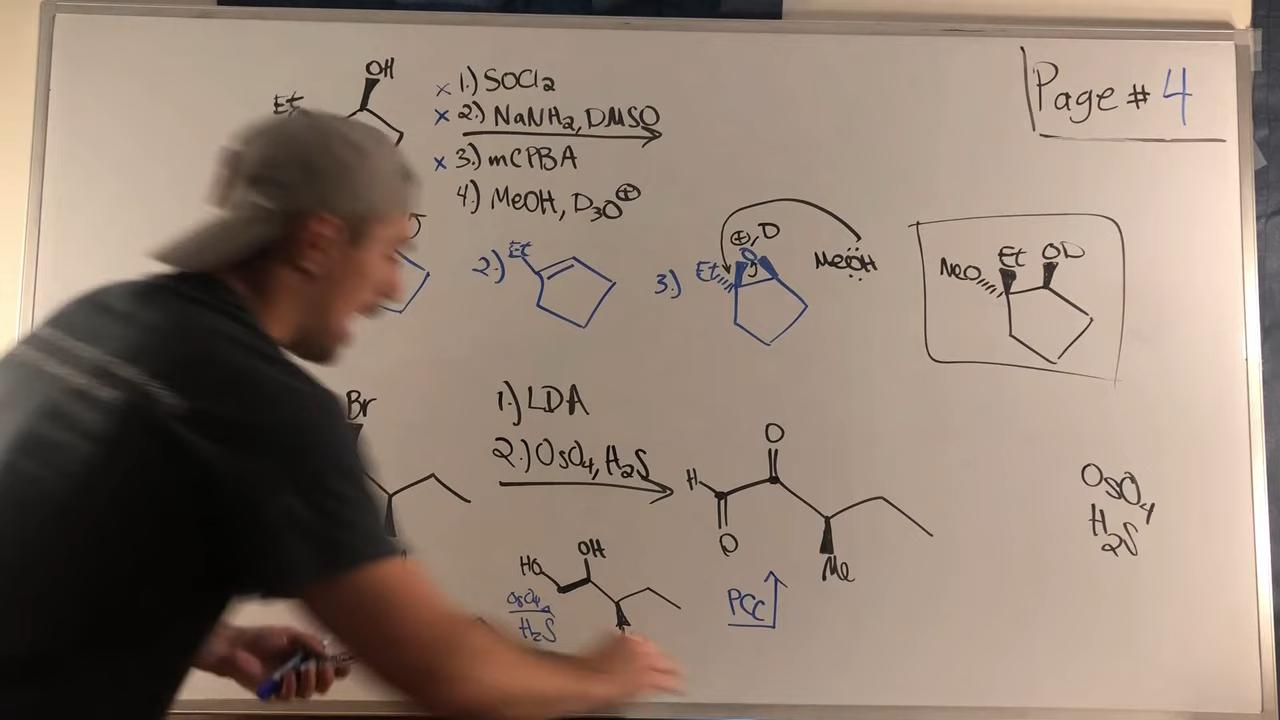 Page # 4
OH
Et
x 1.) SOCl2
x 2.) NaNH2, DMSO
x 3.) mCPBA
4.) MeOH, D3O⊕
2.) Et
3.) Et
⊕ D
O
MeOH
MeO Et OD
Br
1.) LDA
2.) OsO4, H2S
H
O
O
Me
OsO4
H2S
HO OH
OsO4
H2S
PCC